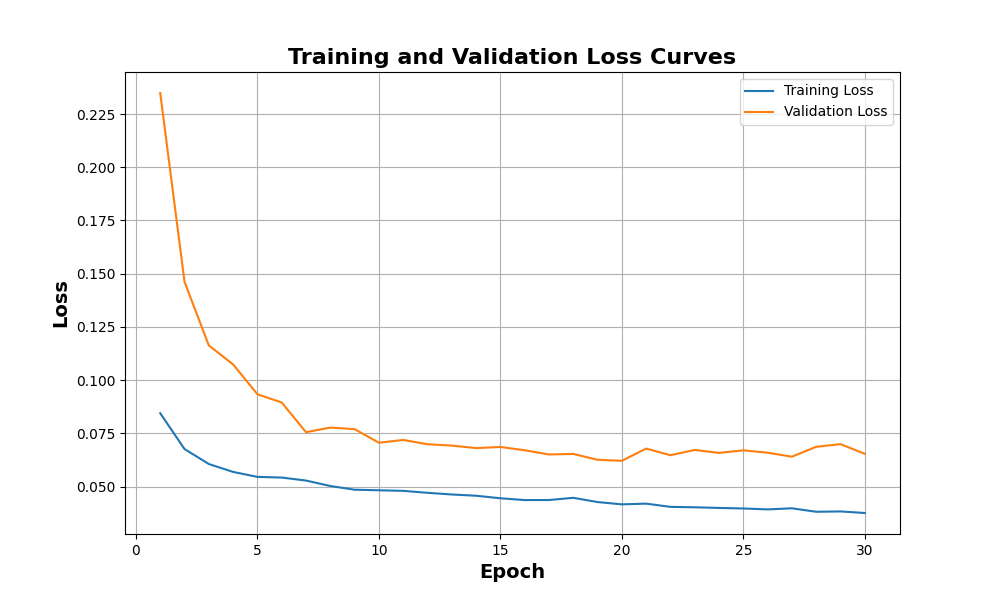 Training and Validation Loss Curves
Training Loss
Validation Loss
0.225
0.200
0.175
0.150
0.125
0.100
0.075
0.050
Loss
0 5 10 15 20 25 30
Epoch